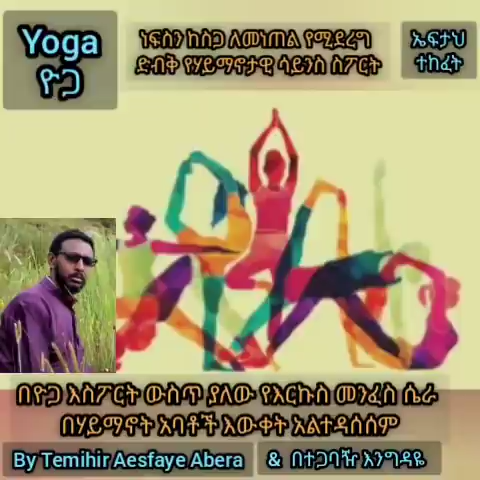 Yoga
ዮጋ
ነፍስን ከስጋ ለመነጠል የሚደረግ
ድብቅ የሃይማኖታዊ ሳይንስ ስፖርት
ኤፍታህ
ተከፈት
በዮጋ እስፖርት ውስጥ ያለው የእርኩስ መንፈስ ሴራ
በሃይማኖት አባቶች እውቀት አልተዳሰሰም
By Temihir Aesfaye Abera
& በተጋባዥ እንግዳዬ